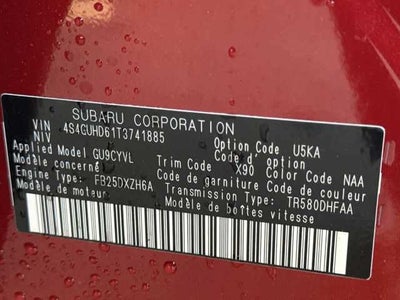 SUBARU CORPORATION
VIN 4S4GUHD61T3741885
NIV
Option Code U5KA
Code d' option
Applied Model GU9CYVL
Modèle concerné
Trim Code X90 Color Code NAA
Code de garniture Code de couleur
Engine Type FB25DXZH6A
Modèle de moteur
Transmission Type TR580DHFAA
Modèle de boîtes vitesse